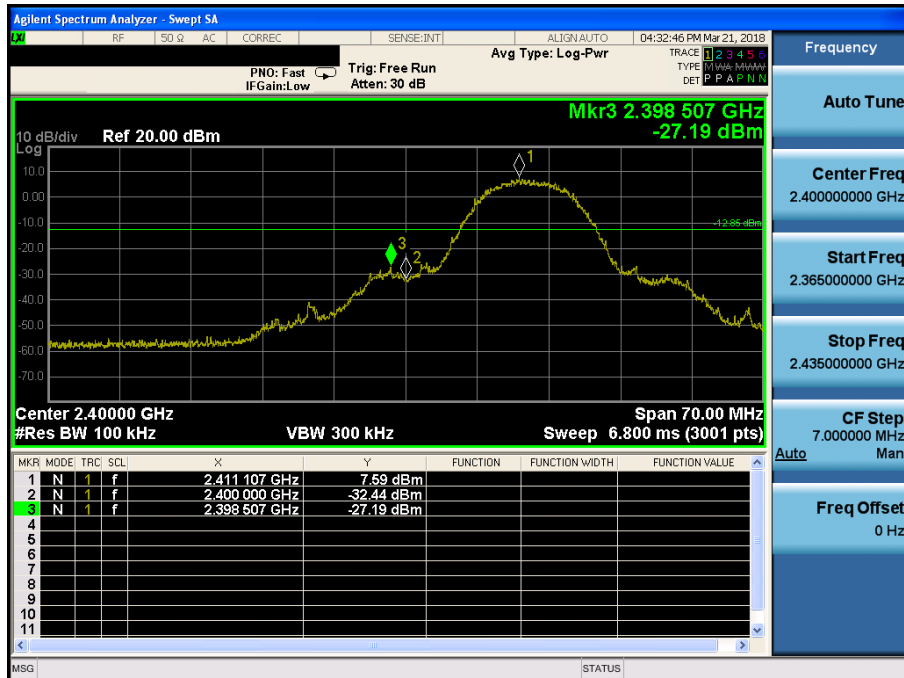 Agilent Spectrum Analyzer - Swept SA
LXI RF 50 Ω AC CORREC SENSE:INT ALIGN AUTO 04:32:46 PM Mar 21, 2018
Frequency
Avg Type: Log-Pwr
TRACE 1 2 3 4 5 6
PNO: Fast Trig: Free Run
TYPE M WA MWWW
IFGain:Low Atten: 30 dB
DET P P A P N N
Auto Tune
Mkr3 2.398 507 GHz
-27.19 dBm
10 dB/div Ref 20.00 dBm
Log
10.0
0.00
-10.0
-20.0
-30.0
-40.0
-50.0
-60.0
-70.0
1
-12.85 dBm
3
2
Center Freq
2.400000000 GHz
Start Freq
2.365000000 GHz
Stop Freq
2.435000000 GHz
Center 2.40000 GHz Span 70.00 MHz
#Res BW 100 kHz VBW 300 kHz Sweep 6.800 ms (3001 pts)
CF Step
7.000000 MHz
Auto Man
MKR MODE TRC SCL X Y FUNCTION FUNCTION WIDTH FUNCTION VALUE
1 N 1 f 2.411 107 GHz 7.59 dBm
2 N 1 f 2.400 000 GHz -32.44 dBm
3 N 1 f 2.398 507 GHz -27.19 dBm
4
5
6
7
8
9
10
11
Freq Offset
0 Hz
MSG STATUS